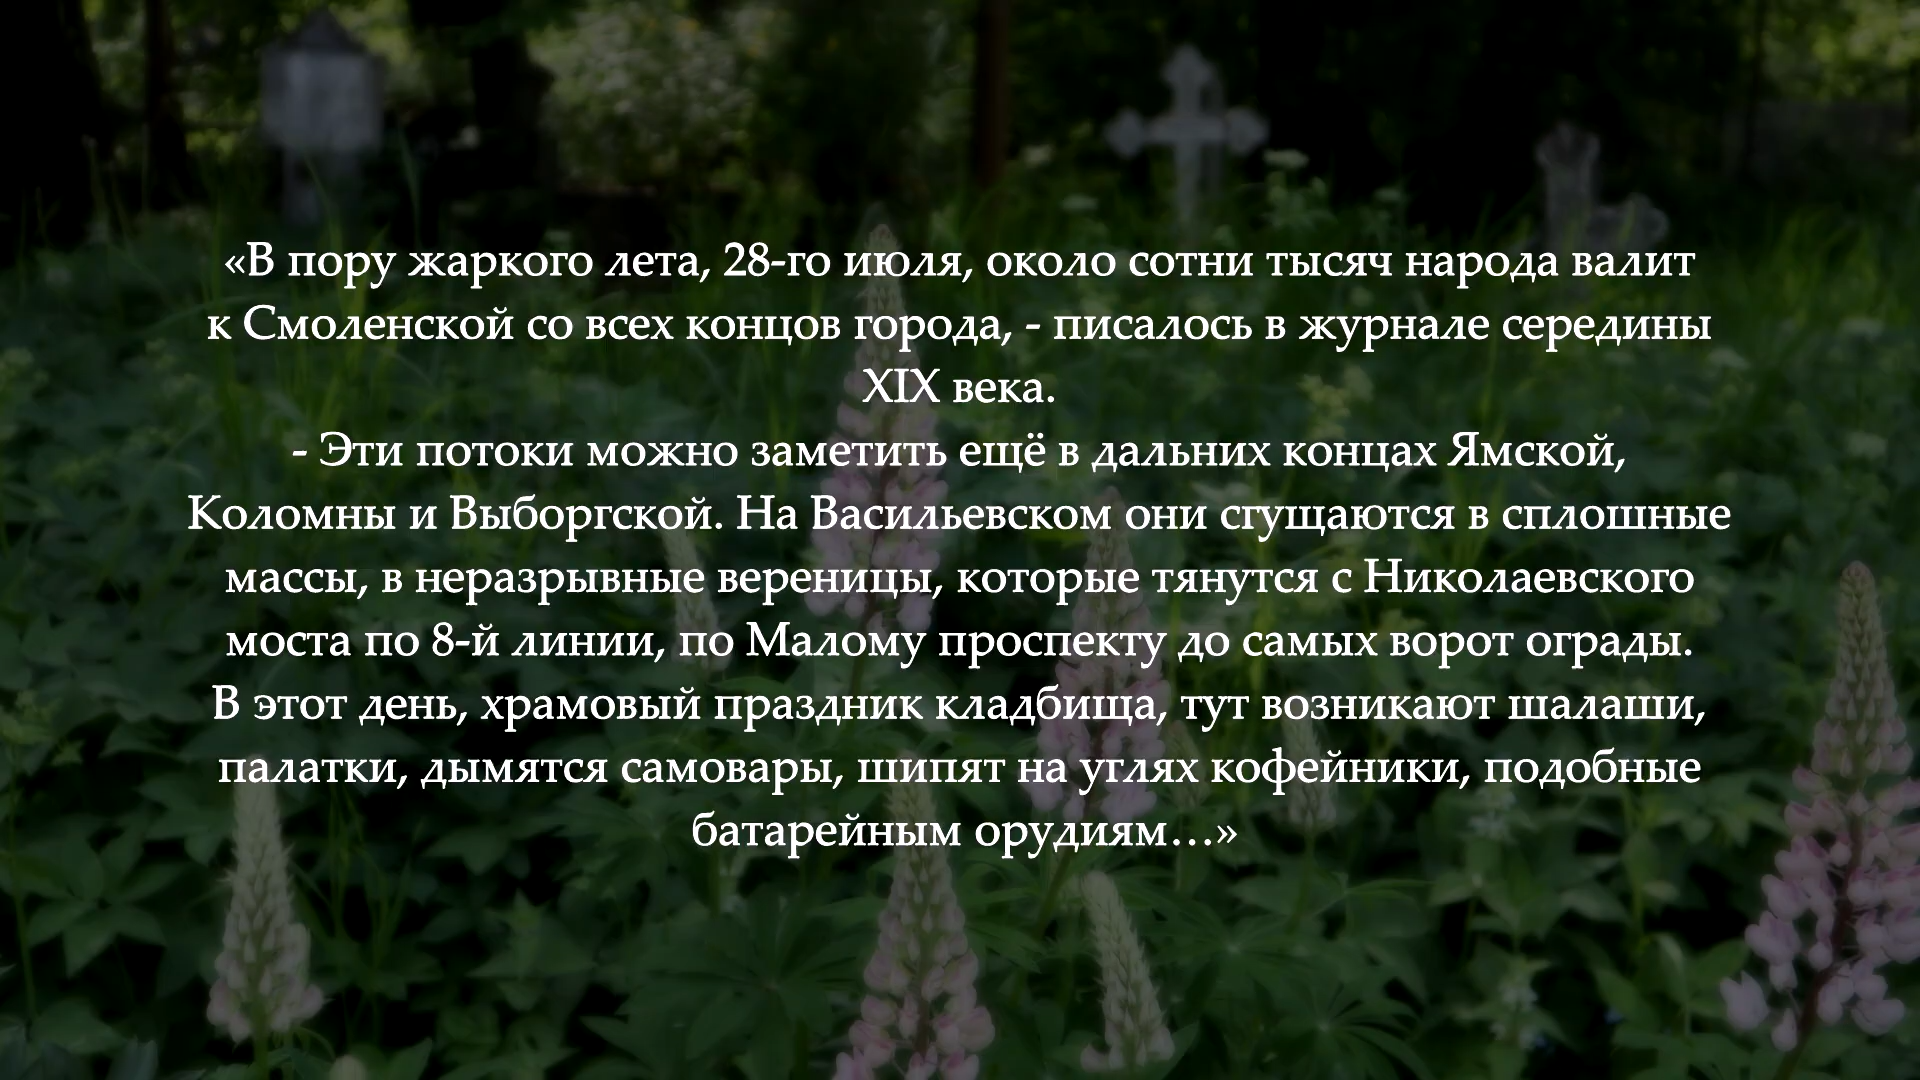 «В пору жаркого лета, 28-го июля, около сотни тысяч народа валит
к Смоленской со всех концов города, - писалось в журнале середины
XIX века.
- Эти потоки можно заметить ещё в дальних концах Ямской,
Коломны и Выборгской. На Васильевском они сгущаются в сплошные
массы, в неразрывные вереницы, которые тянутся с Николаевского
моста по 8-й линии, по Малому проспекту до самых ворот ограды.
В этот день, храмовый праздник кладбища, тут возникают шалаши,
палатки, дымятся самовары, шипят на углях кофейники, подобные
батарейным орудиям…»